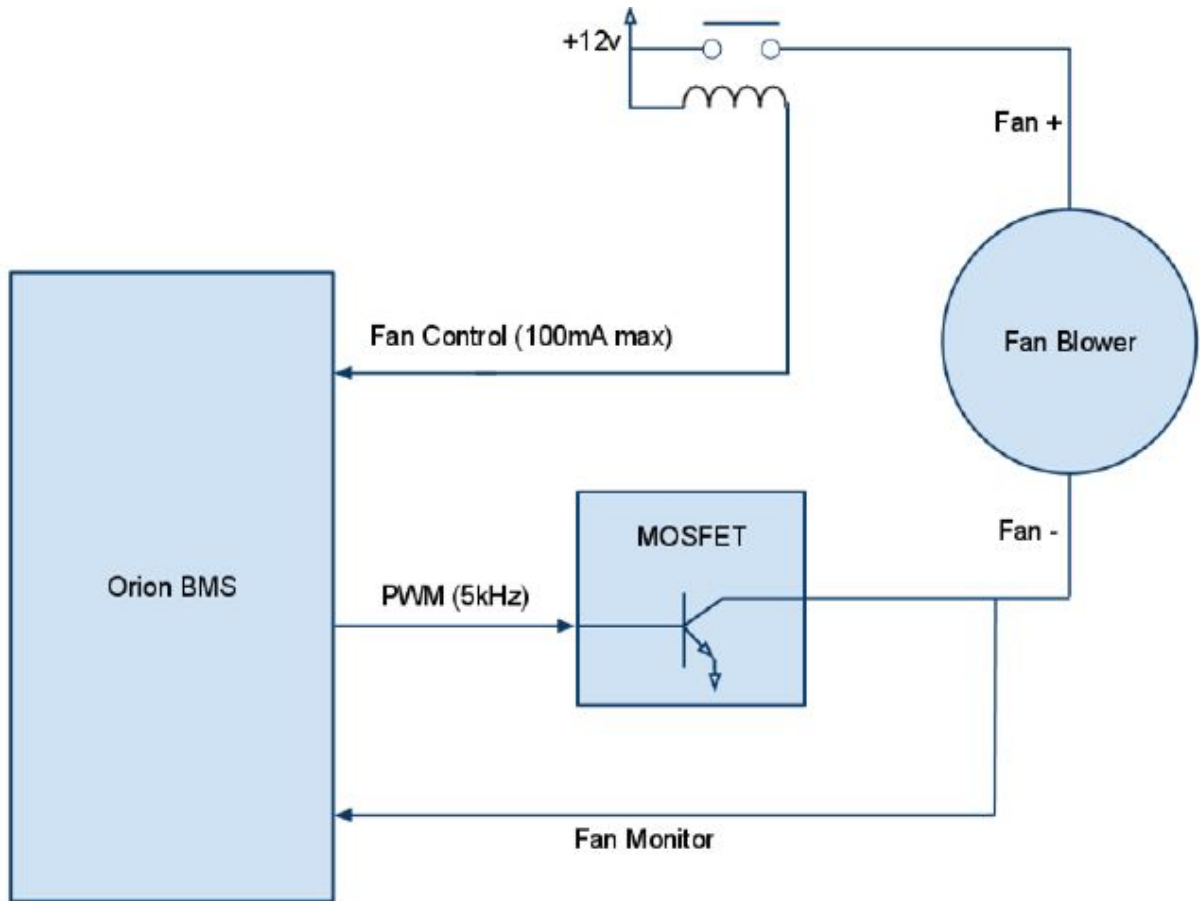 +12v
Fan +
Fan Control (100mA max)
Fan Blower
MOSFET
Fan -
Orion BMS
PWM (5kHz)
Fan Monitor